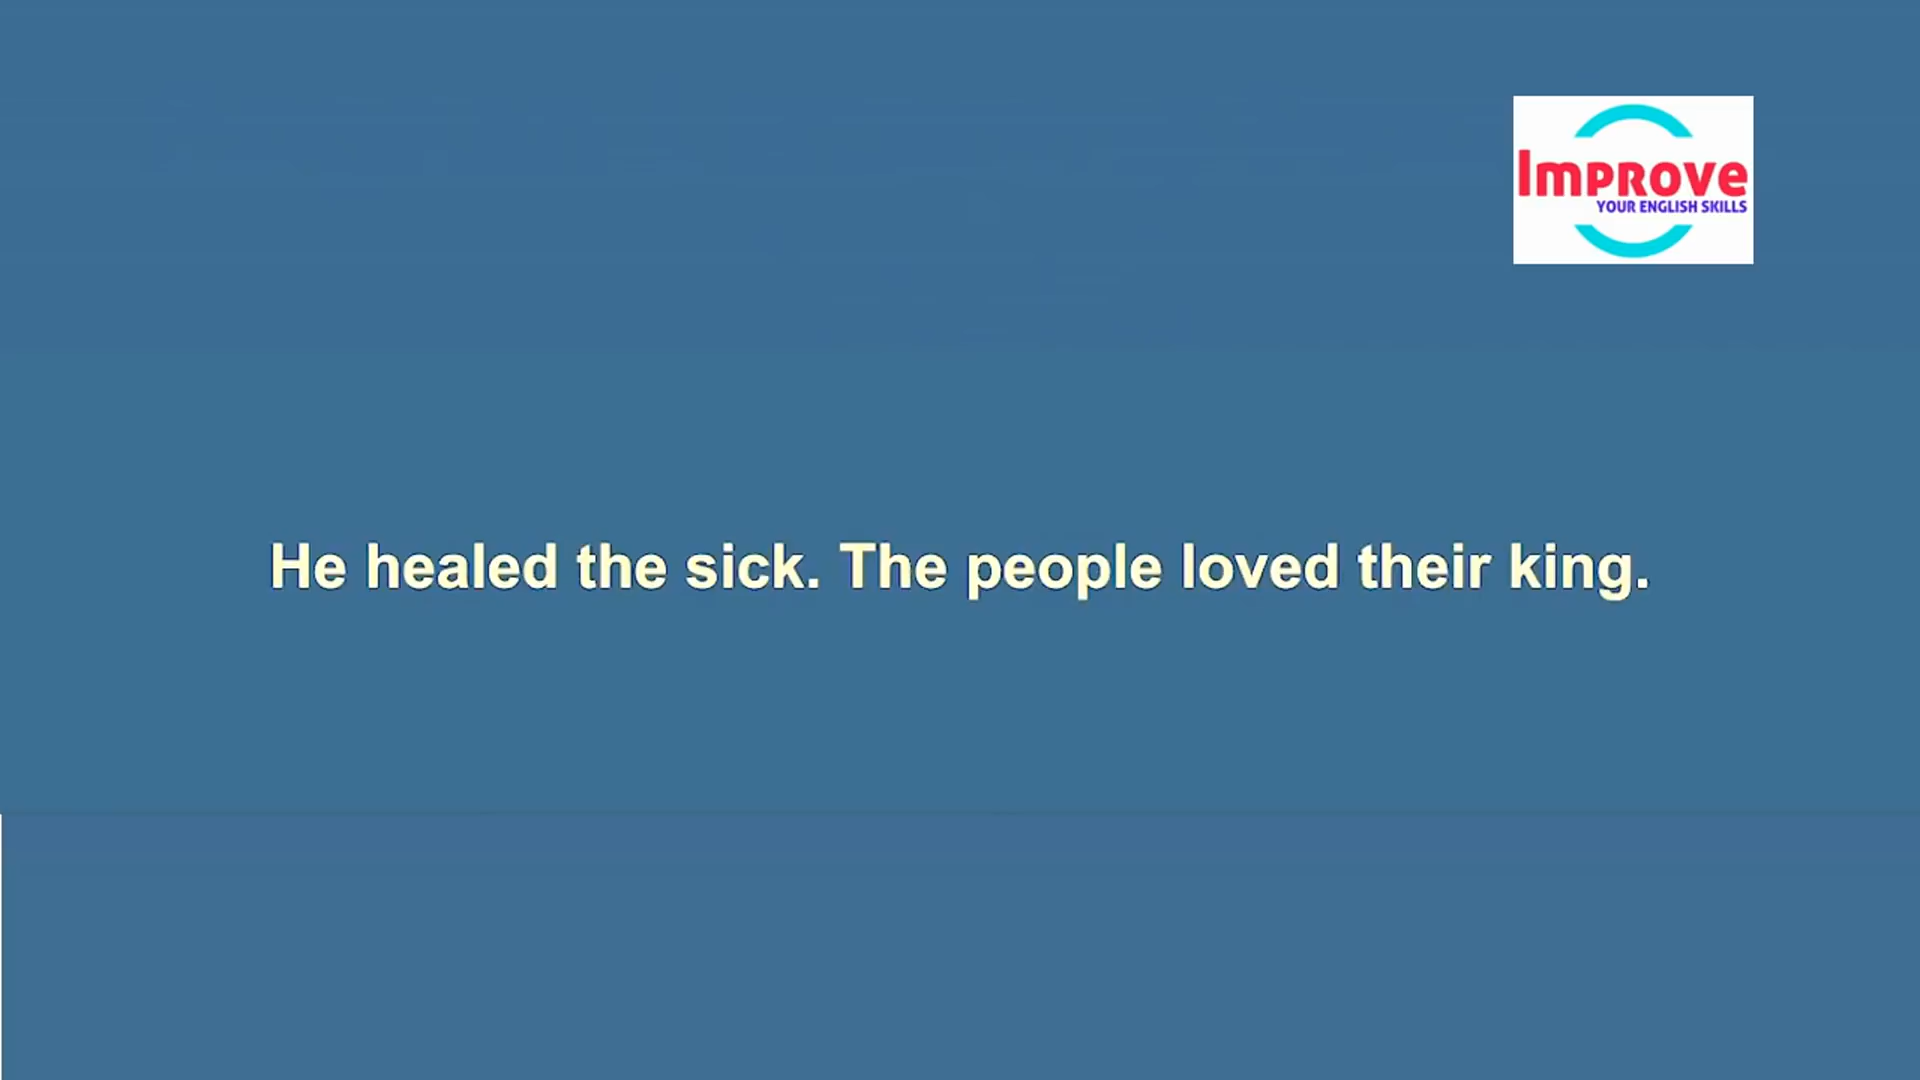 Improve
YOUR ENGLISH SKILLS
He healed the sick. The people loved their king.